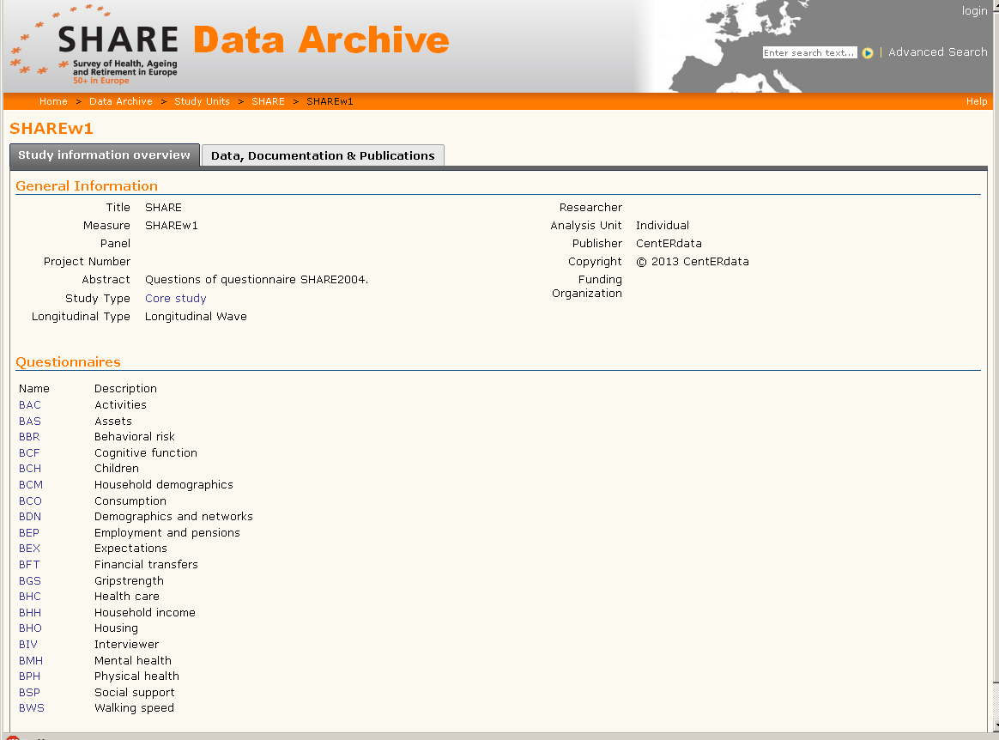 login
SHARE Data Archive
Survey of Health, Ageing
and Retirement in Europe
50+ in Europe
Enter search text... | Advanced Search
Home > Data Archive > Study Units > SHARE > SHAREw1 Help
SHAREw1
Study information overview Data, Documentation & Publications
General Information
Title SHARE Researcher
Measure SHAREw1 Analysis Unit Individual
Panel Publisher CentERdata
Project Number Copyright © 2013 CentERdata
Abstract Questions of questionnaire SHARE2004. Funding
Organization
Study Type Core study
Longitudinal Type Longitudinal Wave
Questionnaires
Name Description
BAC Activities
BAS Assets
BBR Behavioral risk
BCF Cognitive function
BCH Children
BCM Household demographics
BCO Consumption
BDN Demographics and networks
BEP Employment and pensions
BEX Expectations
BFT Financial transfers
BGS Gripstrength
BHC Health care
BHH Household income
BHO Housing
BIV Interviewer
BMH Mental health
BPH Physical health
BSP Social support
BWS Walking speed